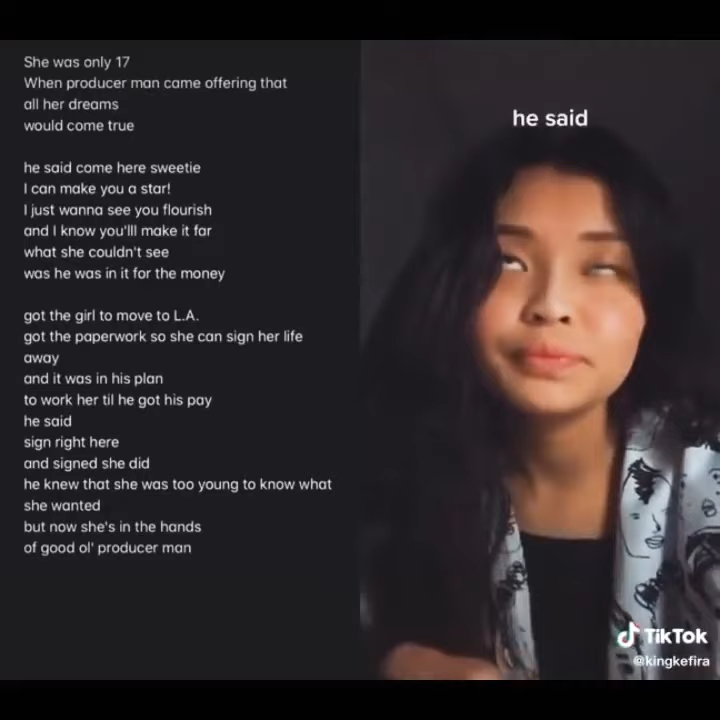 She was only 17
When producer man came offering that
all her dreams
would come true
he said come here sweetie
I can make you a star!
I just wanna see you flourish
and I know you'lll make it far
what she couldn't see
was he was in it for the money
got the girl to move to L.A.
got the paperwork so she can sign her life
away
and it was in his plan
to work her til he got his pay
he said
sign right here
and signed she did
he knew that she was too young to know what
she wanted
but now she's in the hands
of good ol' producer man
he said
TikTok
@kingkefira